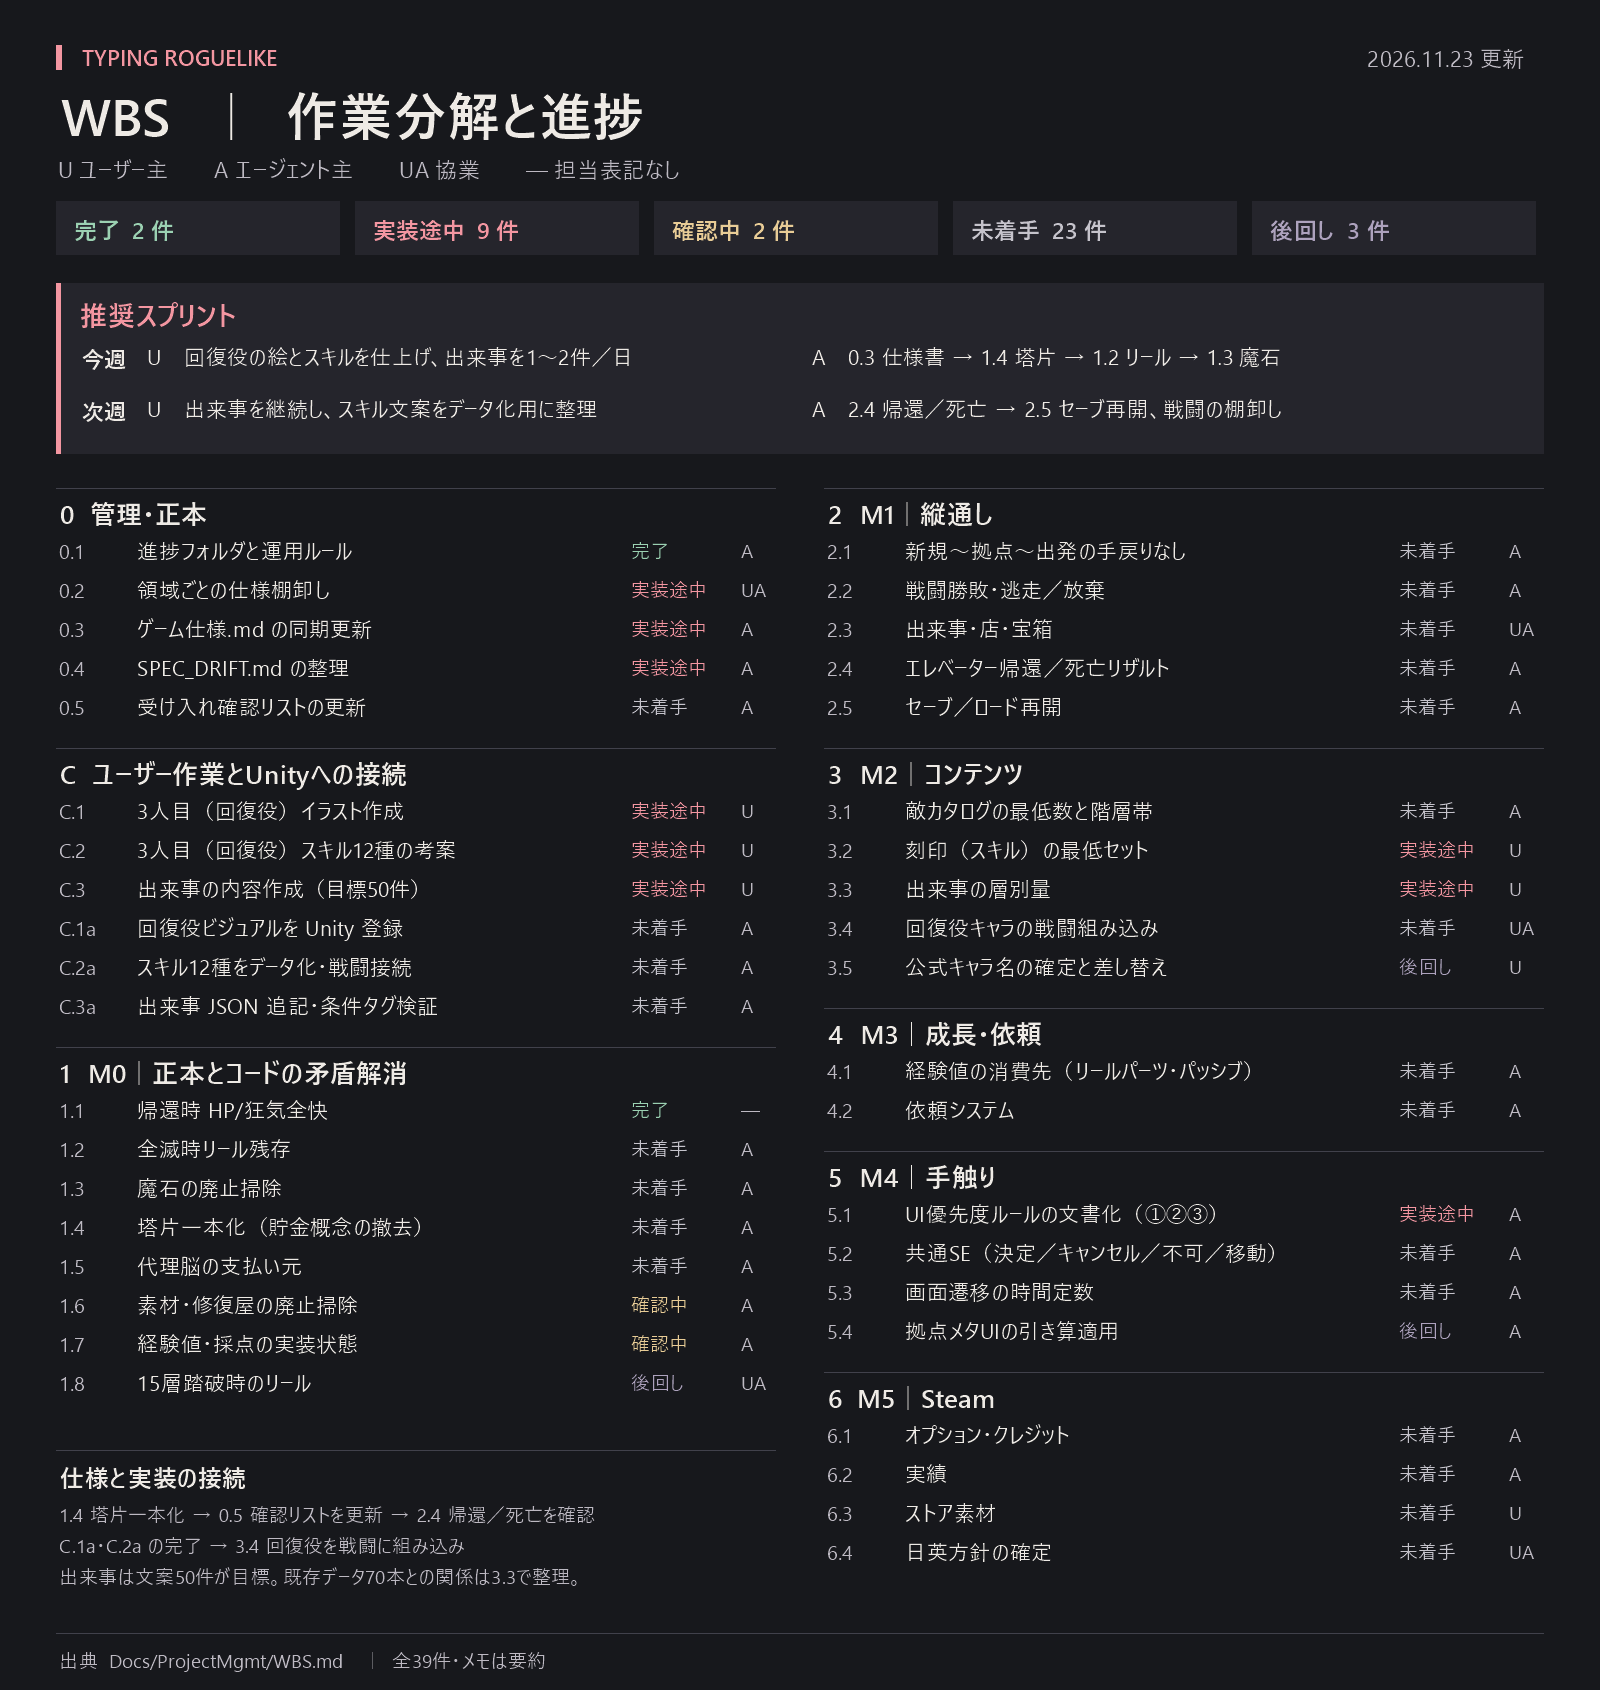 TYPING ROGUELIKE
2026.11.23 更新
WBS ｜ 作業分解と進捗
U ユーザー主 A エージェント主 UA 協業 — 担当表記なし
完了 2 件 実装途中 9 件 確認中 2 件 未着手 23 件 後回し 3 件
推奨スプリント
今週 U 回復役の絵とスキルを仕上げ、出来事を1〜2件／日 A 0.3 仕様書 → 1.4 塔片 → 1.2 リール → 1.3 魔石
次週 U 出来事を継続し、スキル文案をデータ化用に整理 A 2.4 帰還／死亡 → 2.5 セーブ再開、戦闘の棚卸し
0 管理・正本
0.1 進捗フォルダと運用ルール 完了 A
0.2 領域ごとの仕様棚卸し 実装途中 UA
0.3 ゲーム仕様.md の同期更新 実装途中 A
0.4 SPEC_DRIFT.md の整理 実装途中 A
0.5 受け入れ確認リストの更新 未着手 A
C ユーザー作業とUnityへの接続
C.1 3人目（回復役）イラスト作成 実装途中 U
C.2 3人目（回復役）スキル12種の考案 実装途中 U
C.3 出来事の内容作成（目標50件） 実装途中 U
C.1a 回復役ビジュアルを Unity 登録 未着手 A
C.2a スキル12種をデータ化・戦闘接続 未着手 A
C.3a 出来事 JSON 追記・条件タグ検証 未着手 A
1 M0｜正本とコードの矛盾解消
1.1 帰還時 HP/狂気全快 完了 —
1.2 全滅時リール残存 未着手 A
1.3 魔石の廃止掃除 未着手 A
1.4 塔片一本化（貯金概念の撤去） 未着手 A
1.5 代理脳の支払い元 未着手 A
1.6 素材・修復屋の廃止掃除 確認中 A
1.7 経験値・採点の実装状態 確認中 A
1.8 15層踏破時のリール 後回し UA
仕様と実装の接続
1.4 塔片一本化 → 0.5 確認リストを更新 → 2.4 帰還／死亡を確認
C.1a・C.2a の完了 → 3.4 回復役を戦闘に組み込み
出来事は文案50件が目標。既存データ70本との関係は3.3で整理。
2 M1｜縦通し
2.1 新規〜拠点〜出発の手戻りなし 未着手 A
2.2 戦闘勝敗・逃走／放棄 未着手 A
2.3 出来事・店・宝箱 未着手 UA
2.4 エレベーター帰還／死亡リザルト 未着手 A
2.5 セーブ／ロード再開 未着手 A
3 M2｜コンテンツ
3.1 敵カタログの最低数と階層帯 未着手 A
3.2 刻印（スキル）の最低セット 実装途中 U
3.3 出来事の層別量 実装途中 U
3.4 回復役キャラの戦闘組み込み 未着手 UA
3.5 公式キャラ名の確定と差し替え 後回し U
4 M3｜成長・依頼
4.1 経験値の消費先（リールパーツ・パッシブ） 未着手 A
4.2 依頼システム 未着手 A
5 M4｜手触り
5.1 UI優先度ルールの文書化（①②③） 実装途中 A
5.2 共通SE（決定／キャンセル／不可／移動） 未着手 A
5.3 画面遷移の時間定数 未着手 A
5.4 拠点メタUIの引き算適用 後回し A
6 M5｜Steam
6.1 オプション・クレジット 未着手 A
6.2 実績 未着手 A
6.3 ストア素材 未着手 U
6.4 日英方針の確定 未着手 UA
出典 Docs/ProjectMgmt/WBS.md ｜ 全39件・メモは要約